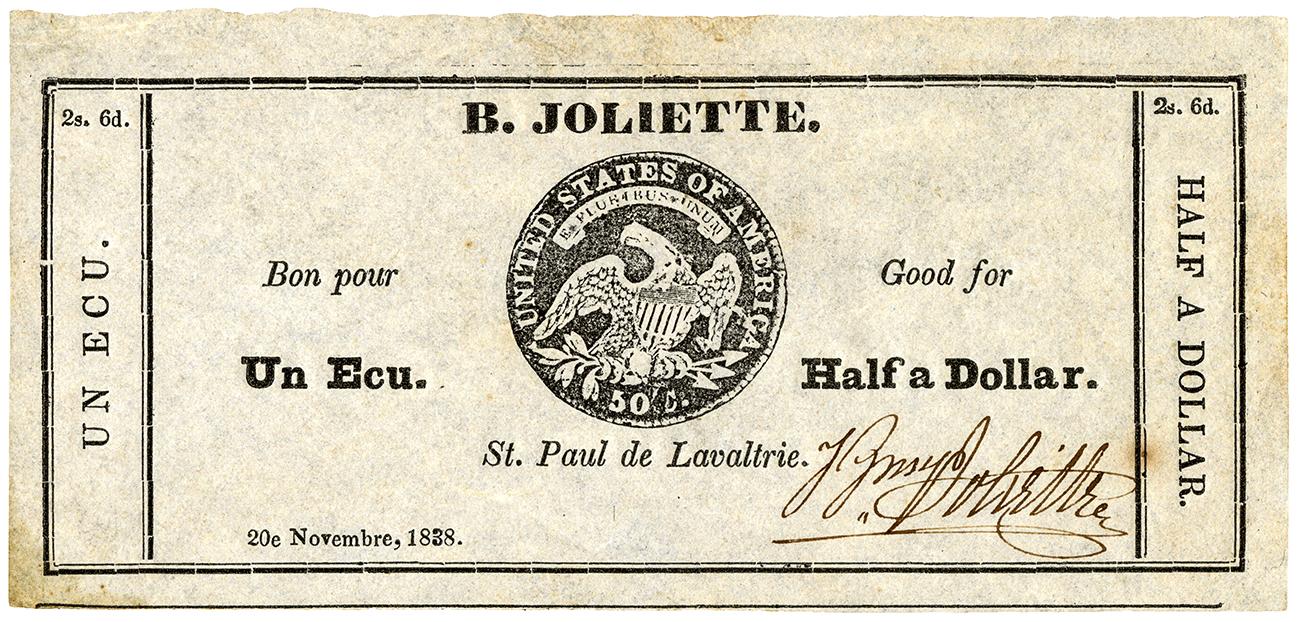 B. JOLIETTE.
2s. 6d.
UN ECU.
UNITED STATES OF AMERICA
E PLURIBUS UNUM
50 C.
Bon pour
Un Ecu.
Good for
Half a Dollar.
St. Paul de Lavaltrie.
Joliette
20e Novembre, 1838.
2s. 6d.
HALF A DOLLAR.